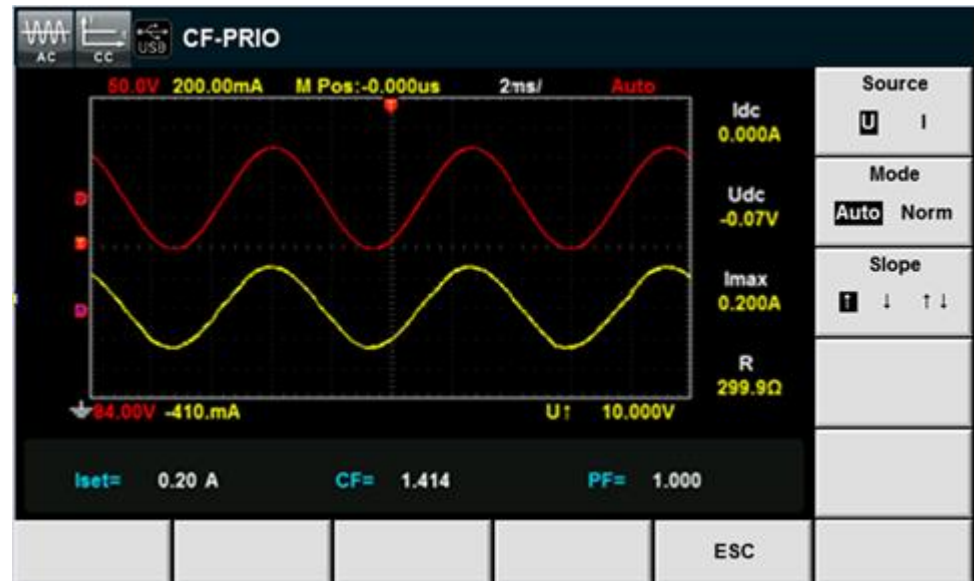 AC CC USB CF-PRIO
50.0V 200.00mA M Pos:-0.000us 2ms/ Auto
T
Idc
0.000A
D
Udc
-0.07V
T
Imax
0.200A
D
R
299.9Ω
84.00V -410.mA U↑ 10.000V
Iset= 0.20 A CF= 1.414 PF= 1.000
Source
U I
Mode
Auto Norm
Slope
↑ ↓ ↑↓
ESC